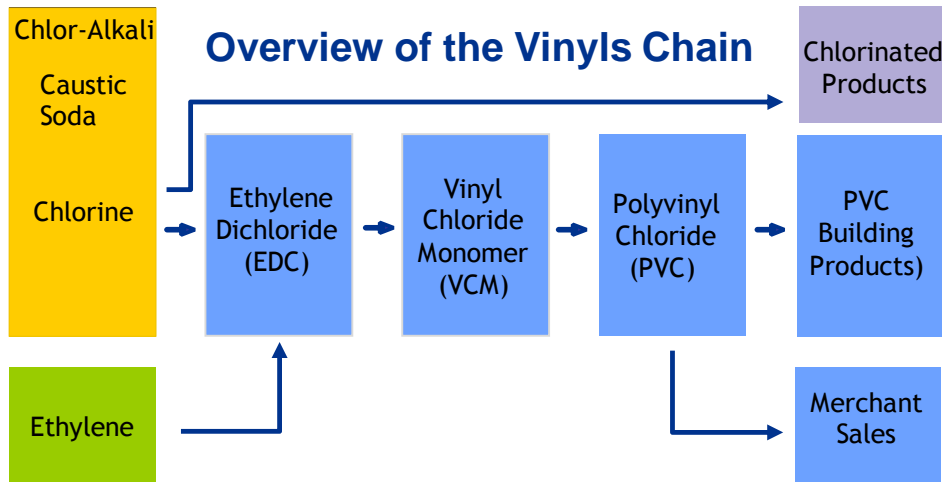 Overview of the Vinyls Chain
Chlor-Alkali
Caustic
Soda
Chlorine
Ethylene
Ethylene
Dichloride
(EDC)
Vinyl
Chloride
Monomer
(VCM)
Polyvinyl
Chloride
(PVC)
Chlorinated
Products
PVC
Building
Products)
Merchant
Sales